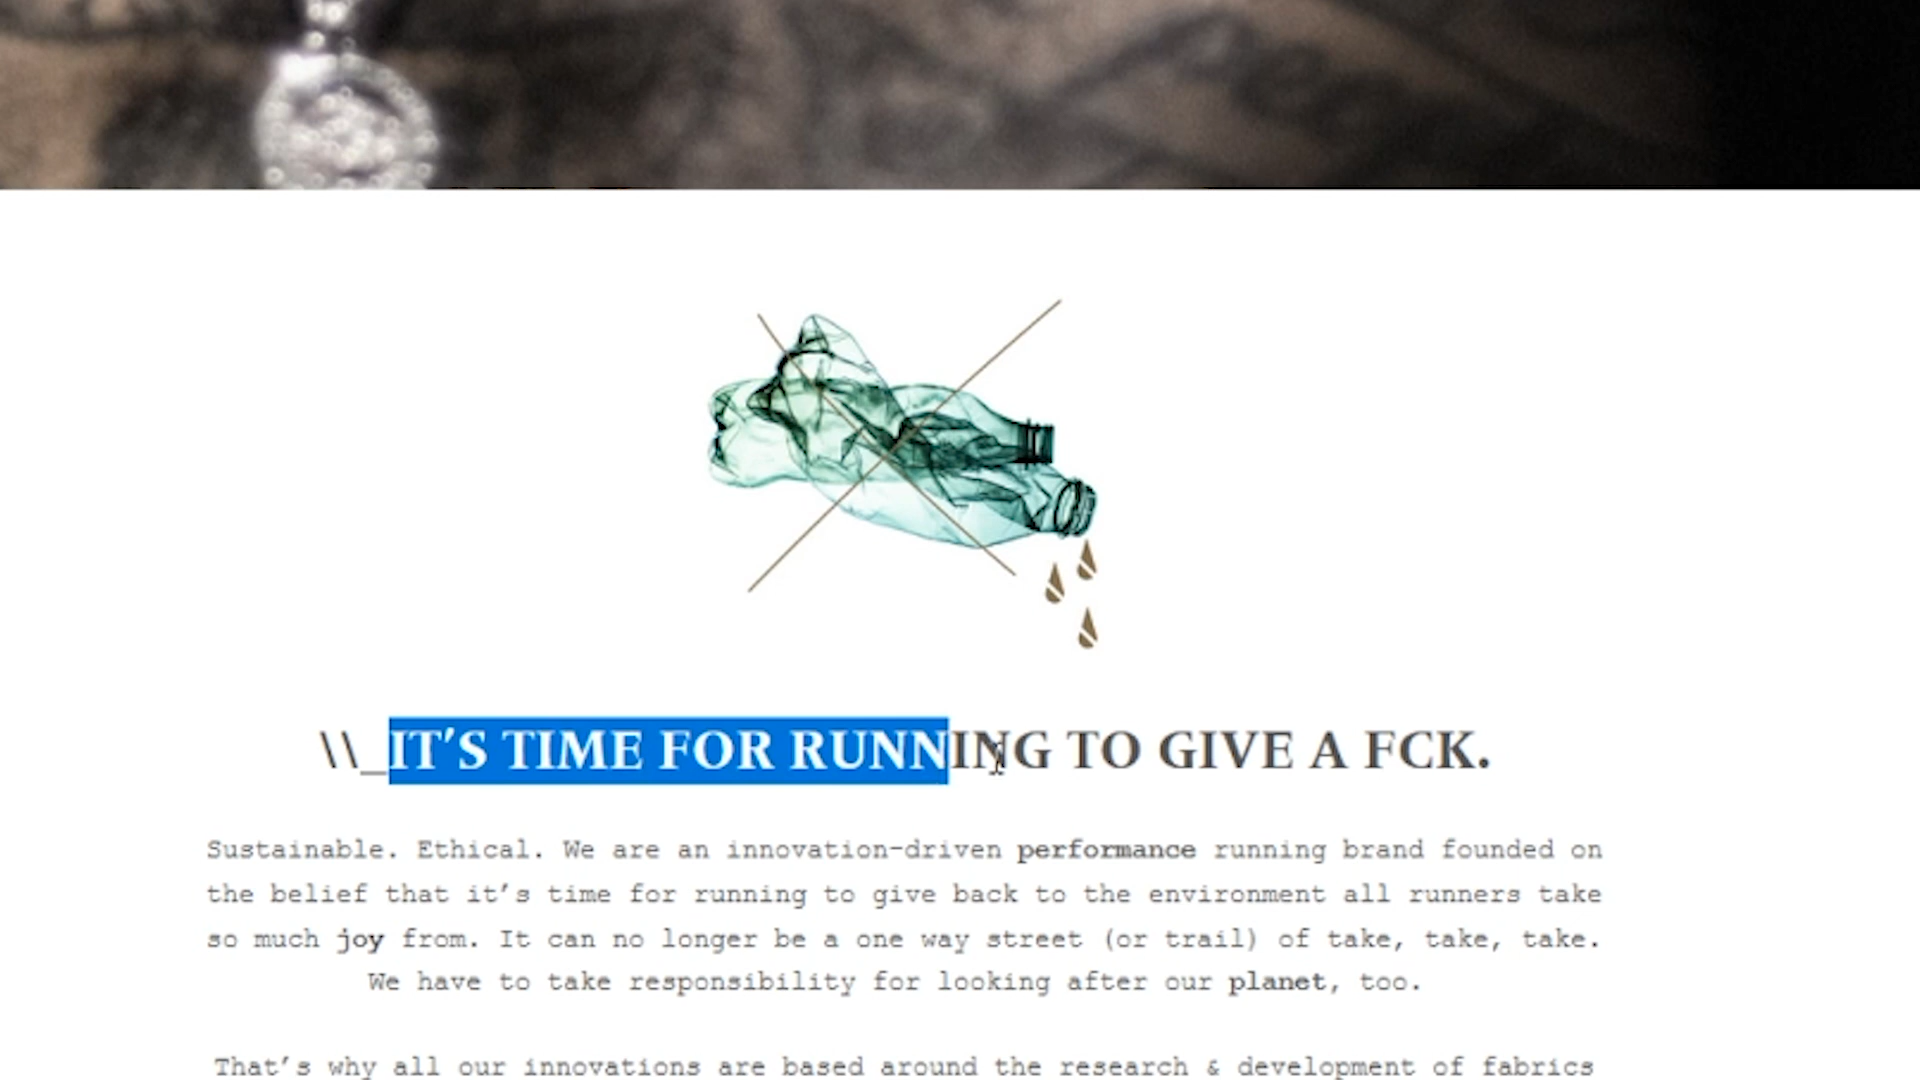 \\_IT'S TIME FOR RUNNING TO GIVE A FCK.
Sustainable. Ethical. We are an innovation-driven performance running brand founded on
the belief that it's time for running to give back to the environment all runners take
so much joy from. It can no longer be a one way street (or trail) of take, take, take.
We have to take responsibility for looking after our planet, too.
That's why all our innovations are based around the research & development of fabrics